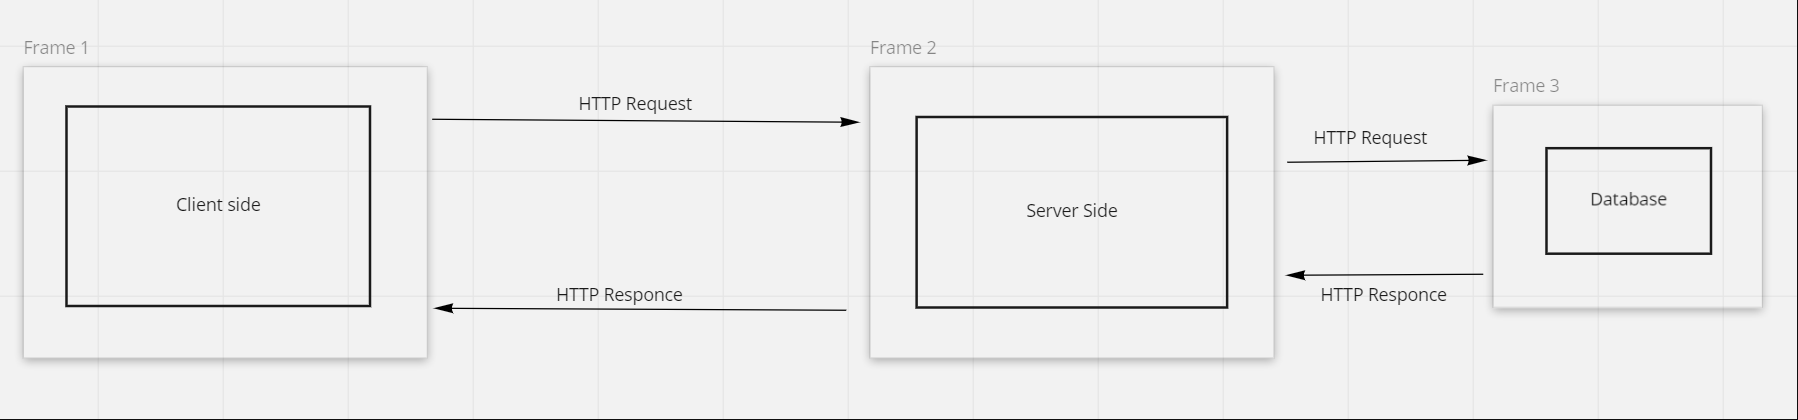 Frame 1
Client side
HTTP Request
HTTP Responce
Frame 2
Server Side
HTTP Request
HTTP Responce
Frame 3
Database